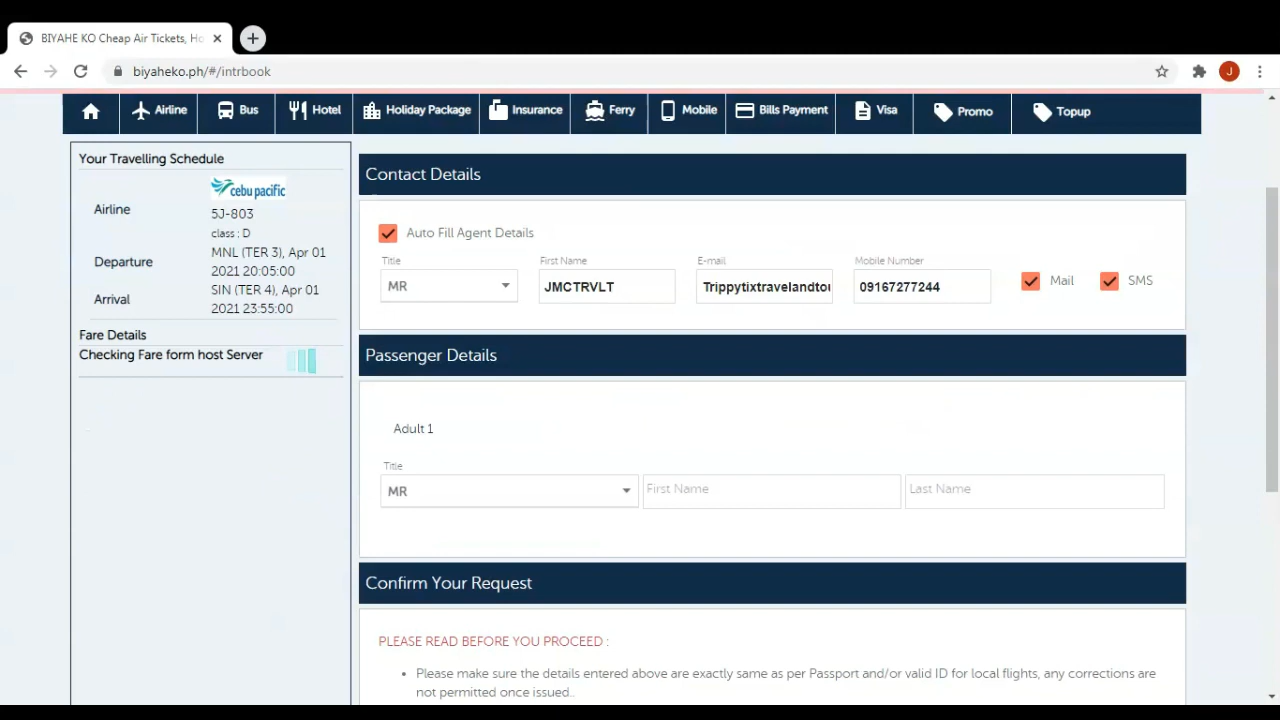 BIYAHE KO Cheap Air Tickets, Ho
biyaheko.ph/#/intrbook
J
Airline
Bus
Hotel
Holiday Package
Insurance
Ferry
Mobile
Bills Payment
Visa
Promo
Topup
Your Travelling Schedule
Airline
cebu pacific
5J-803
class : D
Departure
MNL (TER 3), Apr 01
2021 20:05:00
Arrival
SIN (TER 4), Apr 01
2021 23:55:00
Fare Details
Checking Fare form host Server
Contact Details
Auto Fill Agent Details
Title
First Name
E-mail
Mobile Number
MR
JMCTRVLT
Trippytixtravelandtou
09167277244
Mail
SMS
Passenger Details
Adult 1
Title
MR
First Name
Last Name
Confirm Your Request
PLEASE READ BEFORE YOU PROCEED :
• Please make sure the details entered above are exactly same as per Passport and/or valid ID for local flights, any corrections are
not permitted once issued..